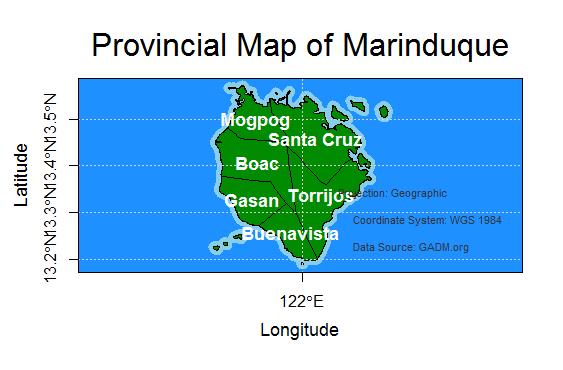 Provincial Map of Marinduque
Mogpog
Santa Cruz
Boac
Gasan
Torrijos
Buenavista
Projection: Geographic
Coordinate System: WGS 1984
Data Source: GADM.org
13.5°N
13.4°N
13.3°N
13.2°N
Latitude
122°E
Longitude